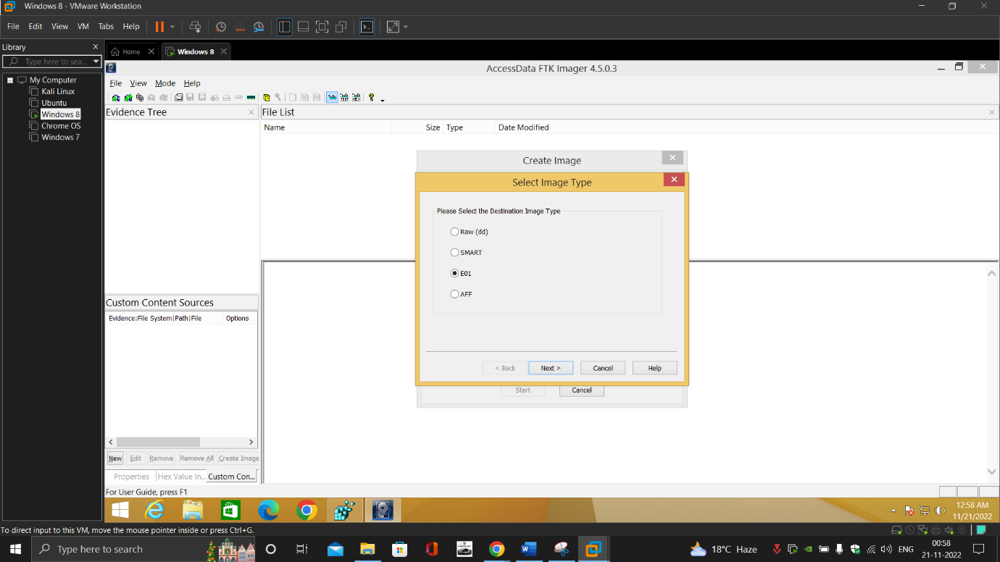 Windows 8 - VMware Workstation
File Edit View VM Tabs Help
Library
Type here to sea...
Home
Windows 8
My Computer
Kali Linux
Ubuntu
Windows 8
Chrome OS
Windows 7
AccessData FTK Imager 4.5.0.3
File View Mode Help
Evidence Tree
File List
Name Size Type Date Modified
Create Image
Select Image Type
Please Select the Destination Image Type
Raw (dd)
SMART
E01
AFF
< Back Next > Cancel Help
Start Cancel
Custom Content Sources
Evidence:File System|Path|File Options
New Edit Remove Remove All Create Image
Properties Hex Value In... Custom Con...
For User Guide, press F1
12:58 AM
11/21/2022
To direct input to this VM, move the mouse pointer inside or press Ctrl+G.
Type here to search
18°C Haze
ENG
00:58
21-11-2022